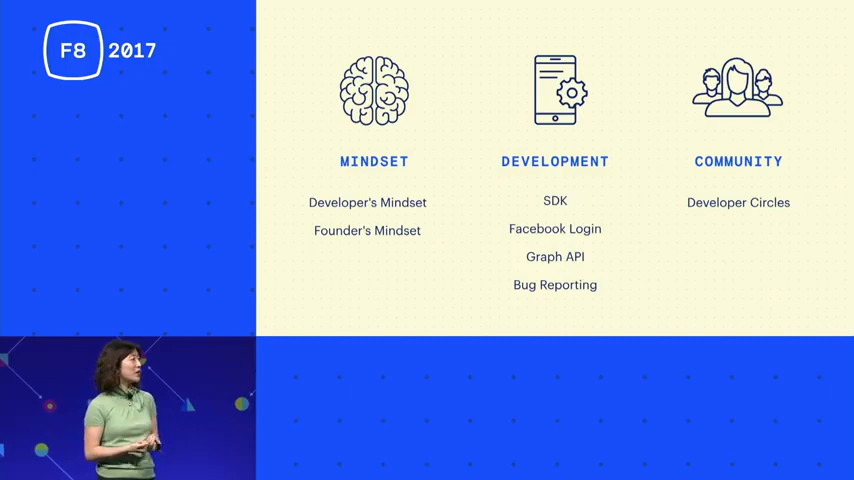 F8 2017
MINDSET
Developer's Mindset
Founder's Mindset
DEVELOPMENT
SDK
Facebook Login
Graph API
Bug Reporting
COMMUNITY
Developer Circles